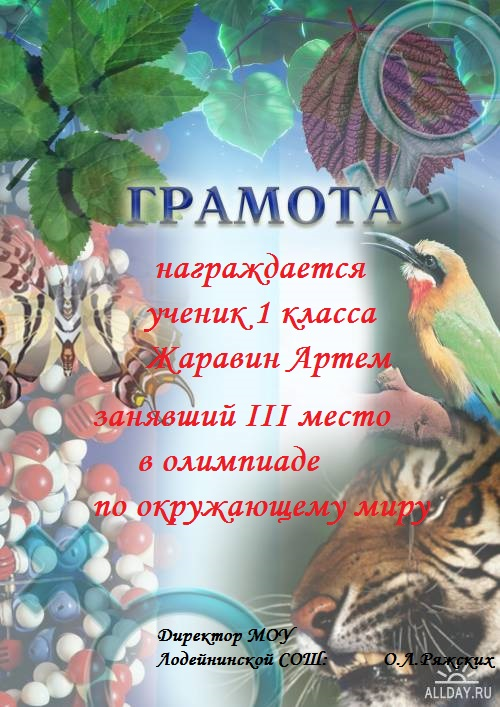 ГРАМОТА
награждается
ученик 1 класса
Жаравин Артем
занявший III место
в олимпиаде
по окружающему миру
Директор МОУ
Лодейнинской СОШ: О.Л.Ряжских
ALLDAY.RU